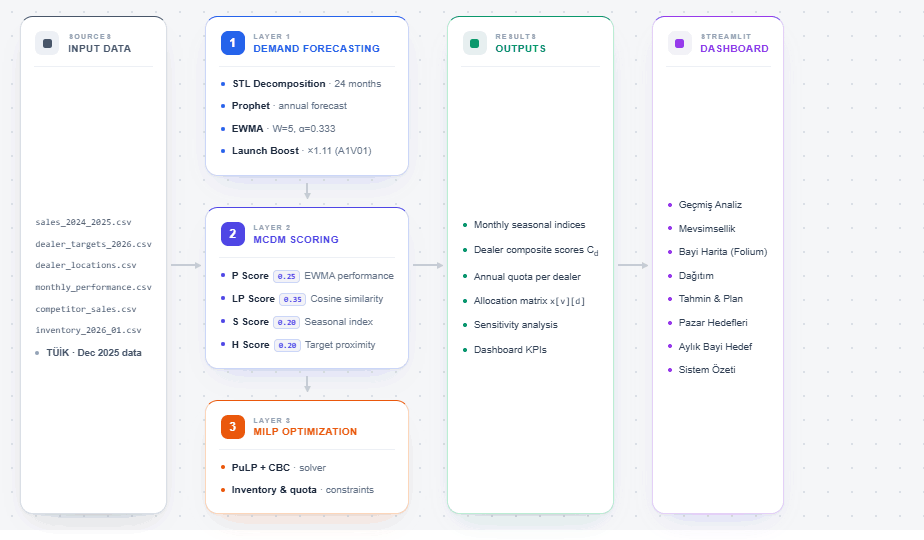 SOURCES
INPUT DATA
sales_2024_2025.csv
dealer_targets_2026.csv
dealer_locations.csv
monthly_performance.csv
competitor_sales.csv
inventory_2026_01.csv
TÜİK · Dec 2025 data
1
LAYER 1
DEMAND FORECASTING
STL Decomposition · 24 months
Prophet · annual forecast
EWMA · W=5, α=0.333
Launch Boost · ×1.11 (A1V01)
2
LAYER 2
MCDM SCORING
P Score 0.25 EWMA performance
LP Score 0.35 Cosine similarity
S Score 0.20 Seasonal index
H Score 0.20 Target proximity
3
LAYER 3
MILP OPTIMIZATION
PuLP + CBC · solver
Inventory & quota · constraints
RESULTS
OUTPUTS
Monthly seasonal indices
Dealer composite scores Cd
Annual quota per dealer
Allocation matrix x[v][d]
Sensitivity analysis
Dashboard KPIs
STREAMLIT
DASHBOARD
Geçmiş Analiz
Mevsimsellik
Bayi Harita (Folium)
Dağıtım
Tahmin & Plan
Pazar Hedefleri
Aylık Bayi Hedef
Sistem Özeti